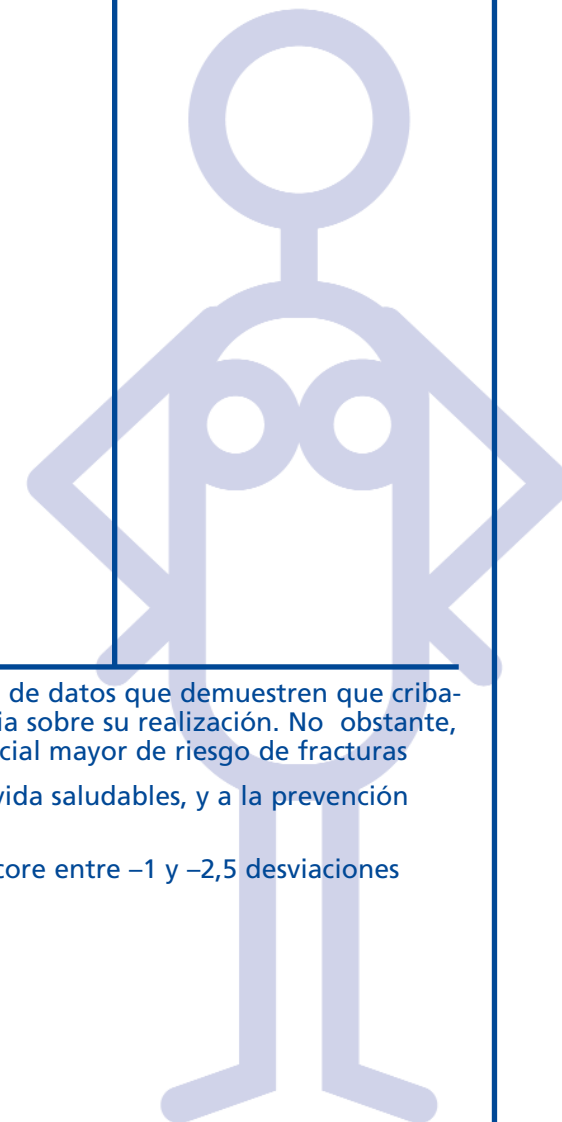 de datos que demuestren que criba-
ia sobre su realización. No obstante,
cial mayor de riesgo de fracturas
vida saludables, y a la prevención
core entre –1 y –2,5 desviaciones